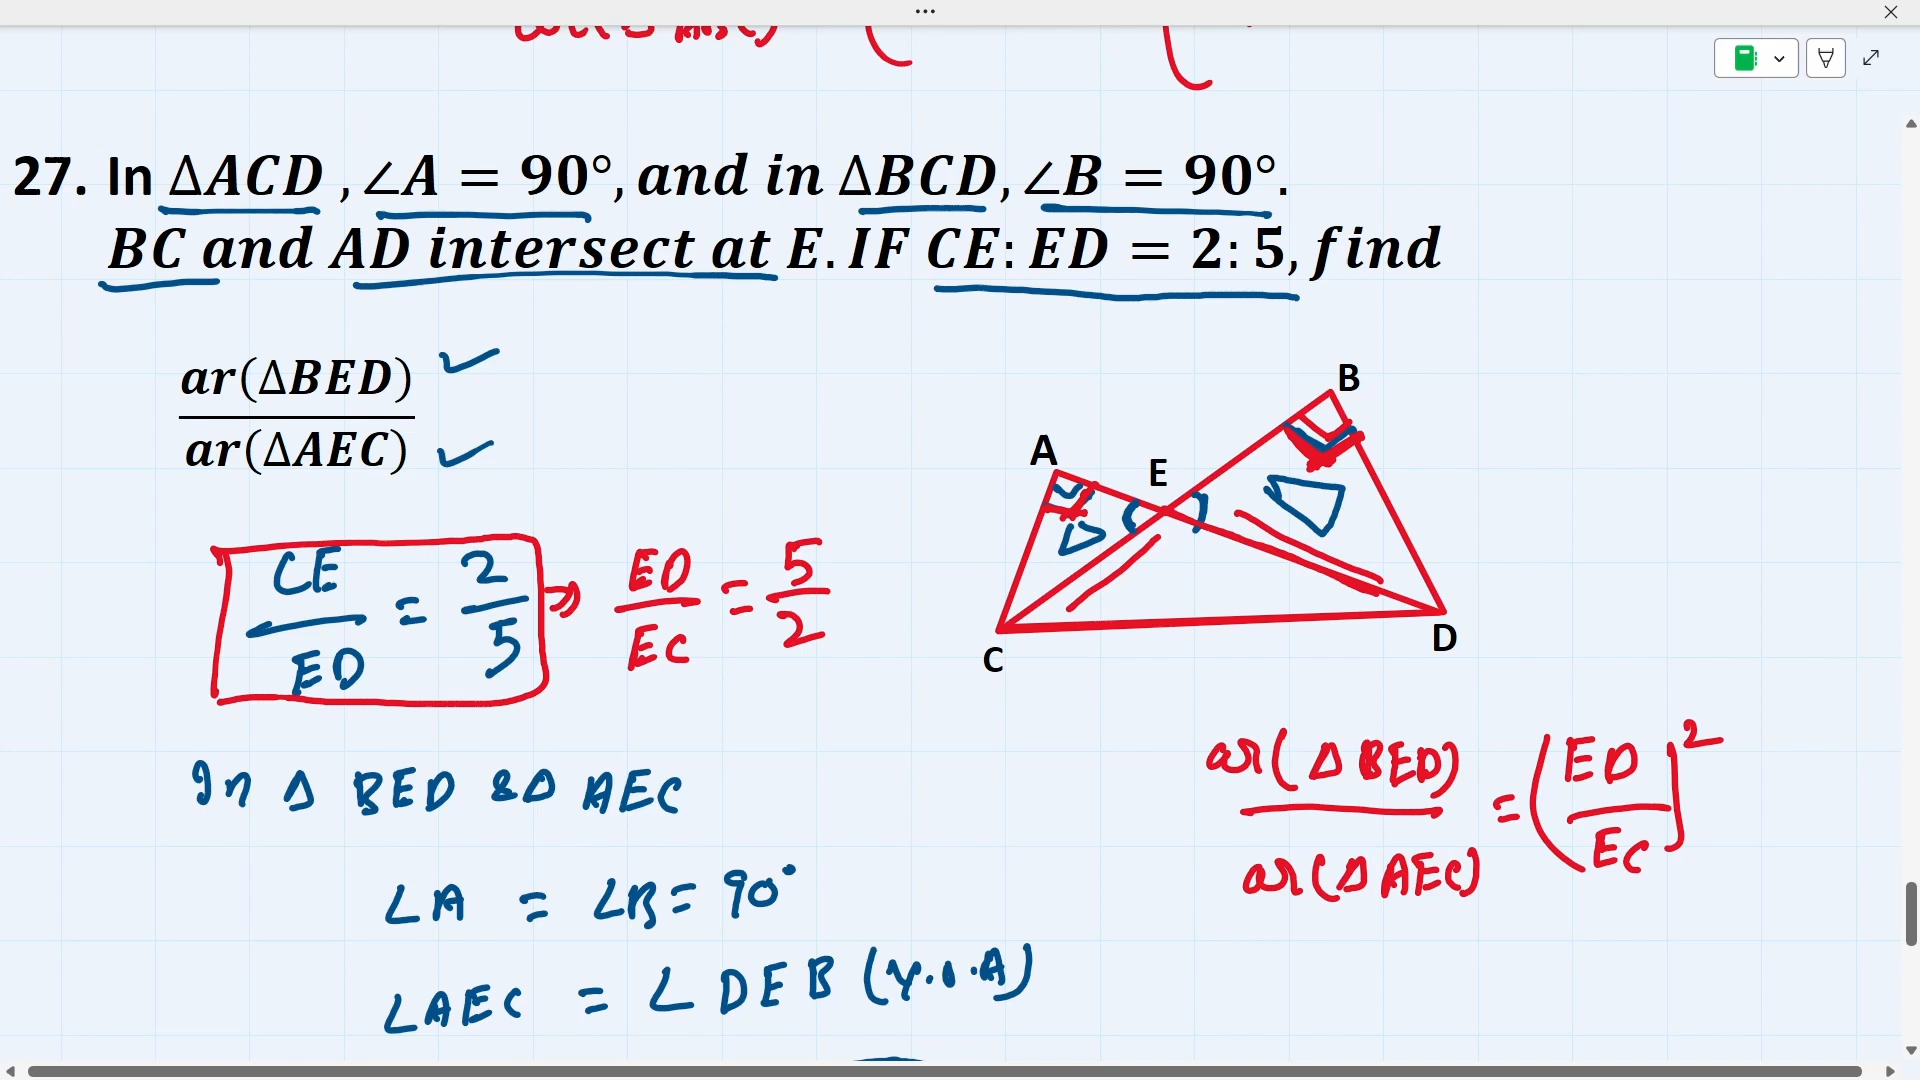 27. In ΔACD , ∠A = 90°, and in ΔBCD, ∠B = 90°.
BC and AD intersect at E. IF CE: ED = 2: 5, find
ar(ΔBED)
ar(ΔAEC)
B
A
E
C
D
CE/ED = 2/5 ⇒ ED/EC = 5/2
ar(Δ BED)/ar(Δ AEC) = (ED/EC)²
In Δ BED & Δ AEC
∠A = ∠B = 90°
∠AEC = ∠DEB (V.O.A)